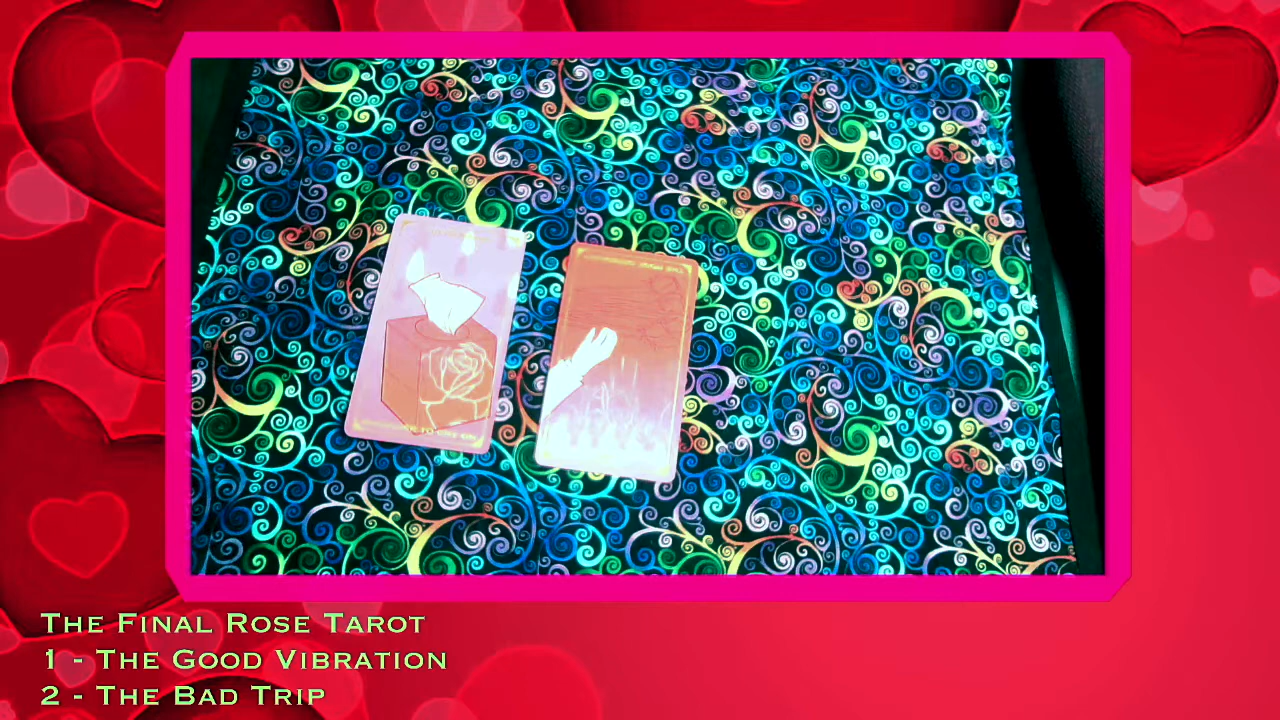 The Final Rose Tarot
1 - The Good Vibration
2 - The Bad Trip